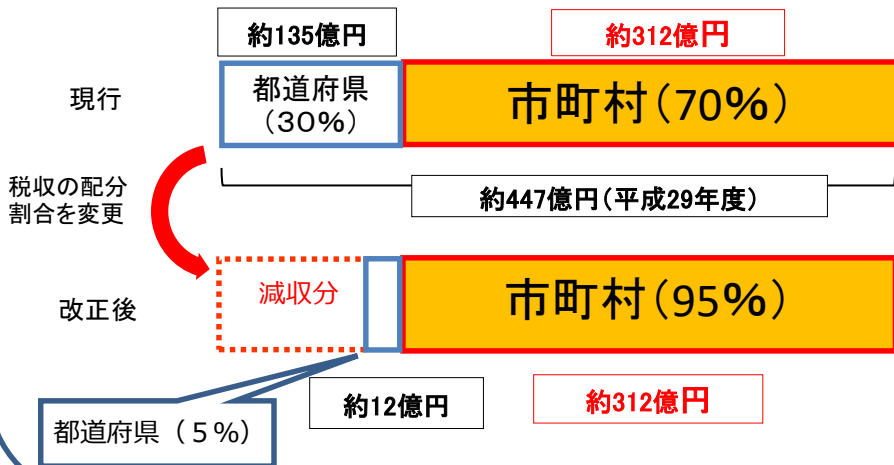 約135億円
約312億円
現行
都道府県
（30％）
市町村（70％）
税収の配分
割合を変更
約447億円（平成29年度）
改正後
減収分
市町村（95％）
約12億円
約312億円
都道府県（５％）